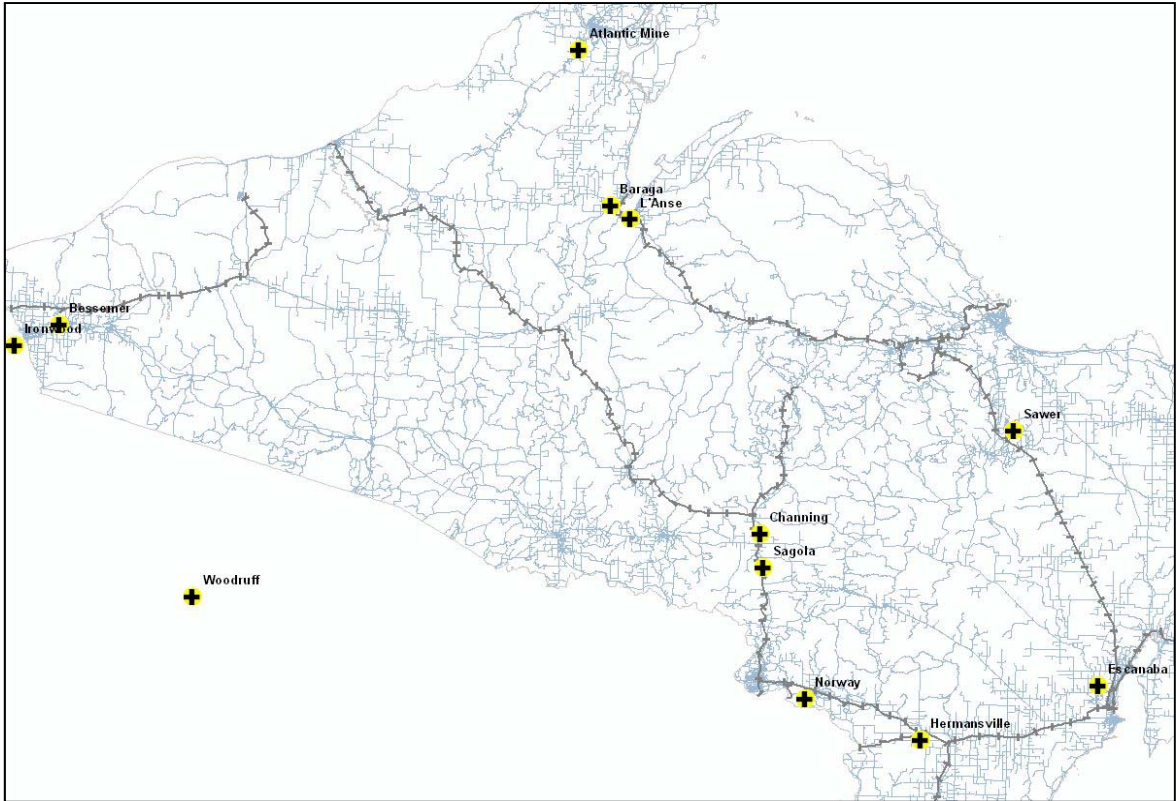 Atlantic Mine
Baraga
L'Anse
Bessemer
Ironwood
Sawer
Channing
Sagola
Woodruff
Escanaba
Norway
Hermansville